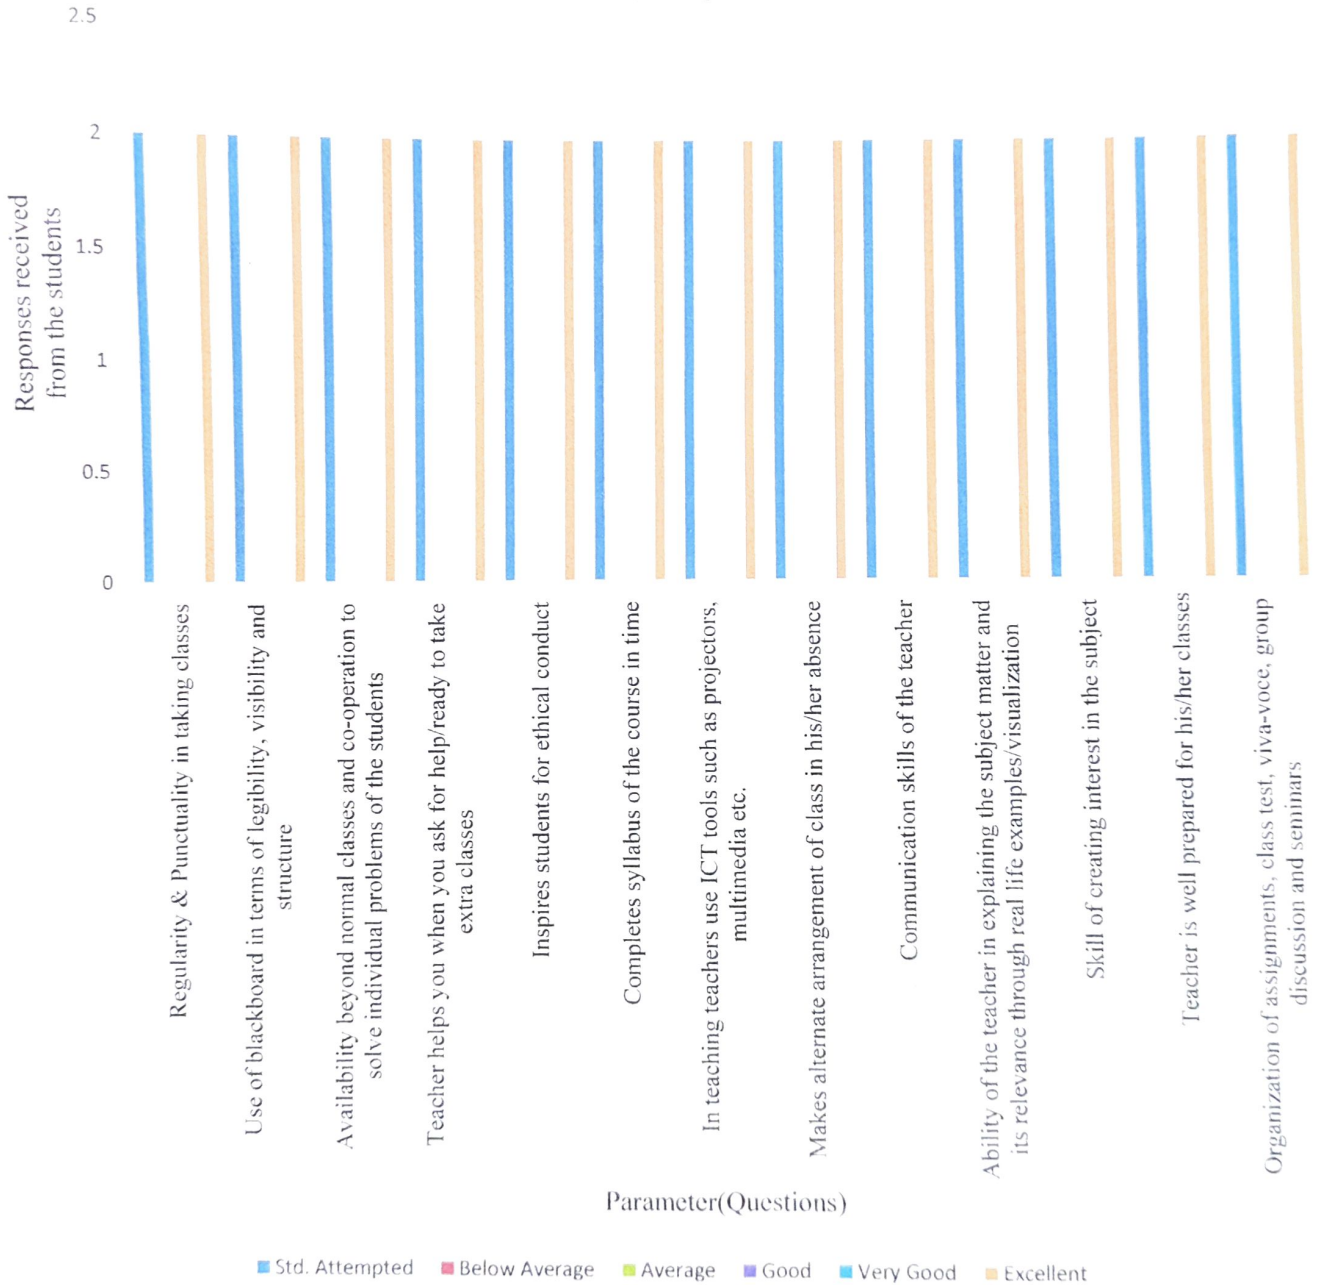 2.5
2
1.5
1
0.5
0
Responses received
from the students
Regularity & Punctuality in taking classes
Use of blackboard in terms of legibility, visibility and
structure
Availability beyond normal classes and co-operation to
solve individual problems of the students
Teacher helps you when you ask for help/ready to take
extra classes
Inspires students for ethical conduct
Completes syllabus of the course in time
In teaching teachers use ICT tools such as projectors,
multimedia etc.
Makes alternate arrangement of class in his/her absence
Communication skills of the teacher
Ability of the teacher in explaining the subject matter and
its relevance through real life examples/visualization
Skill of creating interest in the subject
Teacher is well prepared for his/her classes
Organization of assignments, class test, viva-voce, group
discussion and seminars
Parameter(Questions)
Std. Attempted Below Average Average Good Very Good Excellent